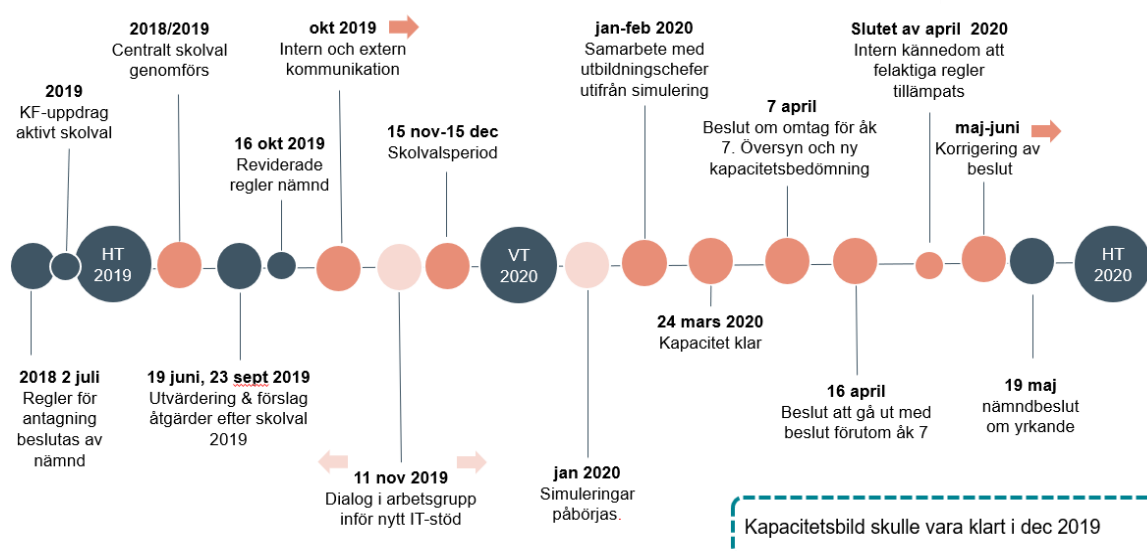 2018/2019
Centralt skolval
genomförs
okt 2019
Intern och extern
kommunikation
jan-feb 2020
Samarbete med
utbildningschefer
utifrån simulering
Slutet av april  2020
Intern kännedom att
felaktiga regler
tillämpats
2019
KF-uppdrag
aktivt skolval
16 okt 2019
Reviderade
regler nämnd
15 nov-15 dec
Skolvalsperiod
7 april
Beslut om omtag för åk
7. Översyn och ny
kapacitetsbedömning
maj-juni
Korrigering av
beslut
HT
2019
VT
2020
HT
2020
2018 2 juli
Regler för
antagning
beslutas av
nämnd
19 juni, 23 sept 2019
Utvärdering & förslag
åtgärder efter skolval
2019
11 nov 2019
Dialog i arbetsgrupp
inför nytt IT-stöd
jan 2020
Simuleringar
påbörjas.
24 mars 2020
Kapacitet klar
16 april
Beslut att gå ut med
beslut förutom åk 7
19 maj
nämndbeslut
om yrkande
Kapacitetsbild skulle vara klart i dec 2019